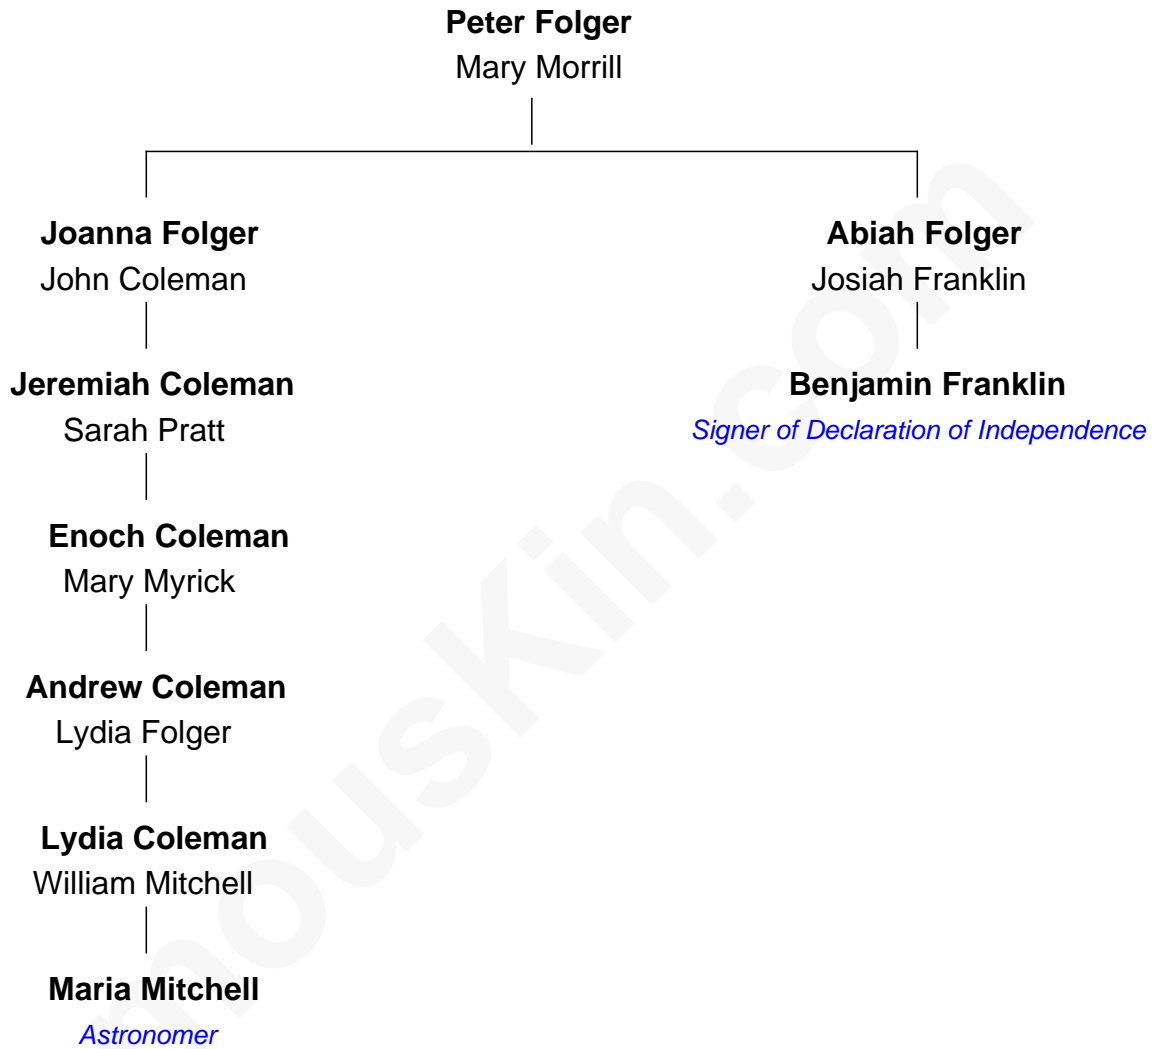 Peter Folger
Mary Morrill
Joanna Folger
John Coleman
Abiah Folger
Josiah Franklin
Jeremiah Coleman
Sarah Pratt
Benjamin Franklin
Signer of Declaration of Independence
Enoch Coleman
Mary Myrick
Andrew Coleman
Lydia Folger
Lydia Coleman
William Mitchell
Maria Mitchell
Astronomer
mousKin.com